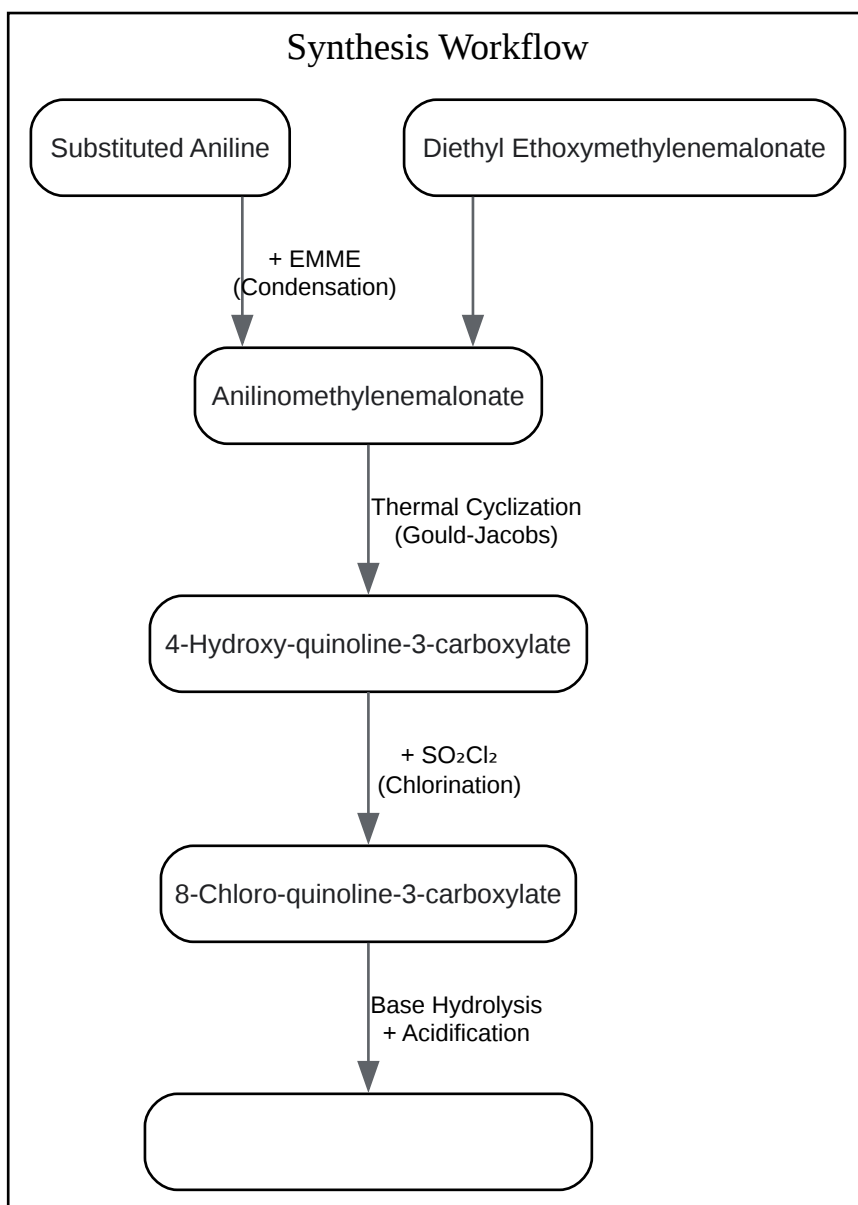 Synthesis Workflow
Substituted Aniline
Diethyl Ethoxymethylenemalonate
+ EMME
(Condensation)
Anilinomethylenemalonate
Thermal Cyclization
(Gould-Jacobs)
4-Hydroxy-quinoline-3-carboxylate
+ SO₂Cl₂
(Chlorination)
8-Chloro-quinoline-3-carboxylate
Base Hydrolysis
+ Acidification